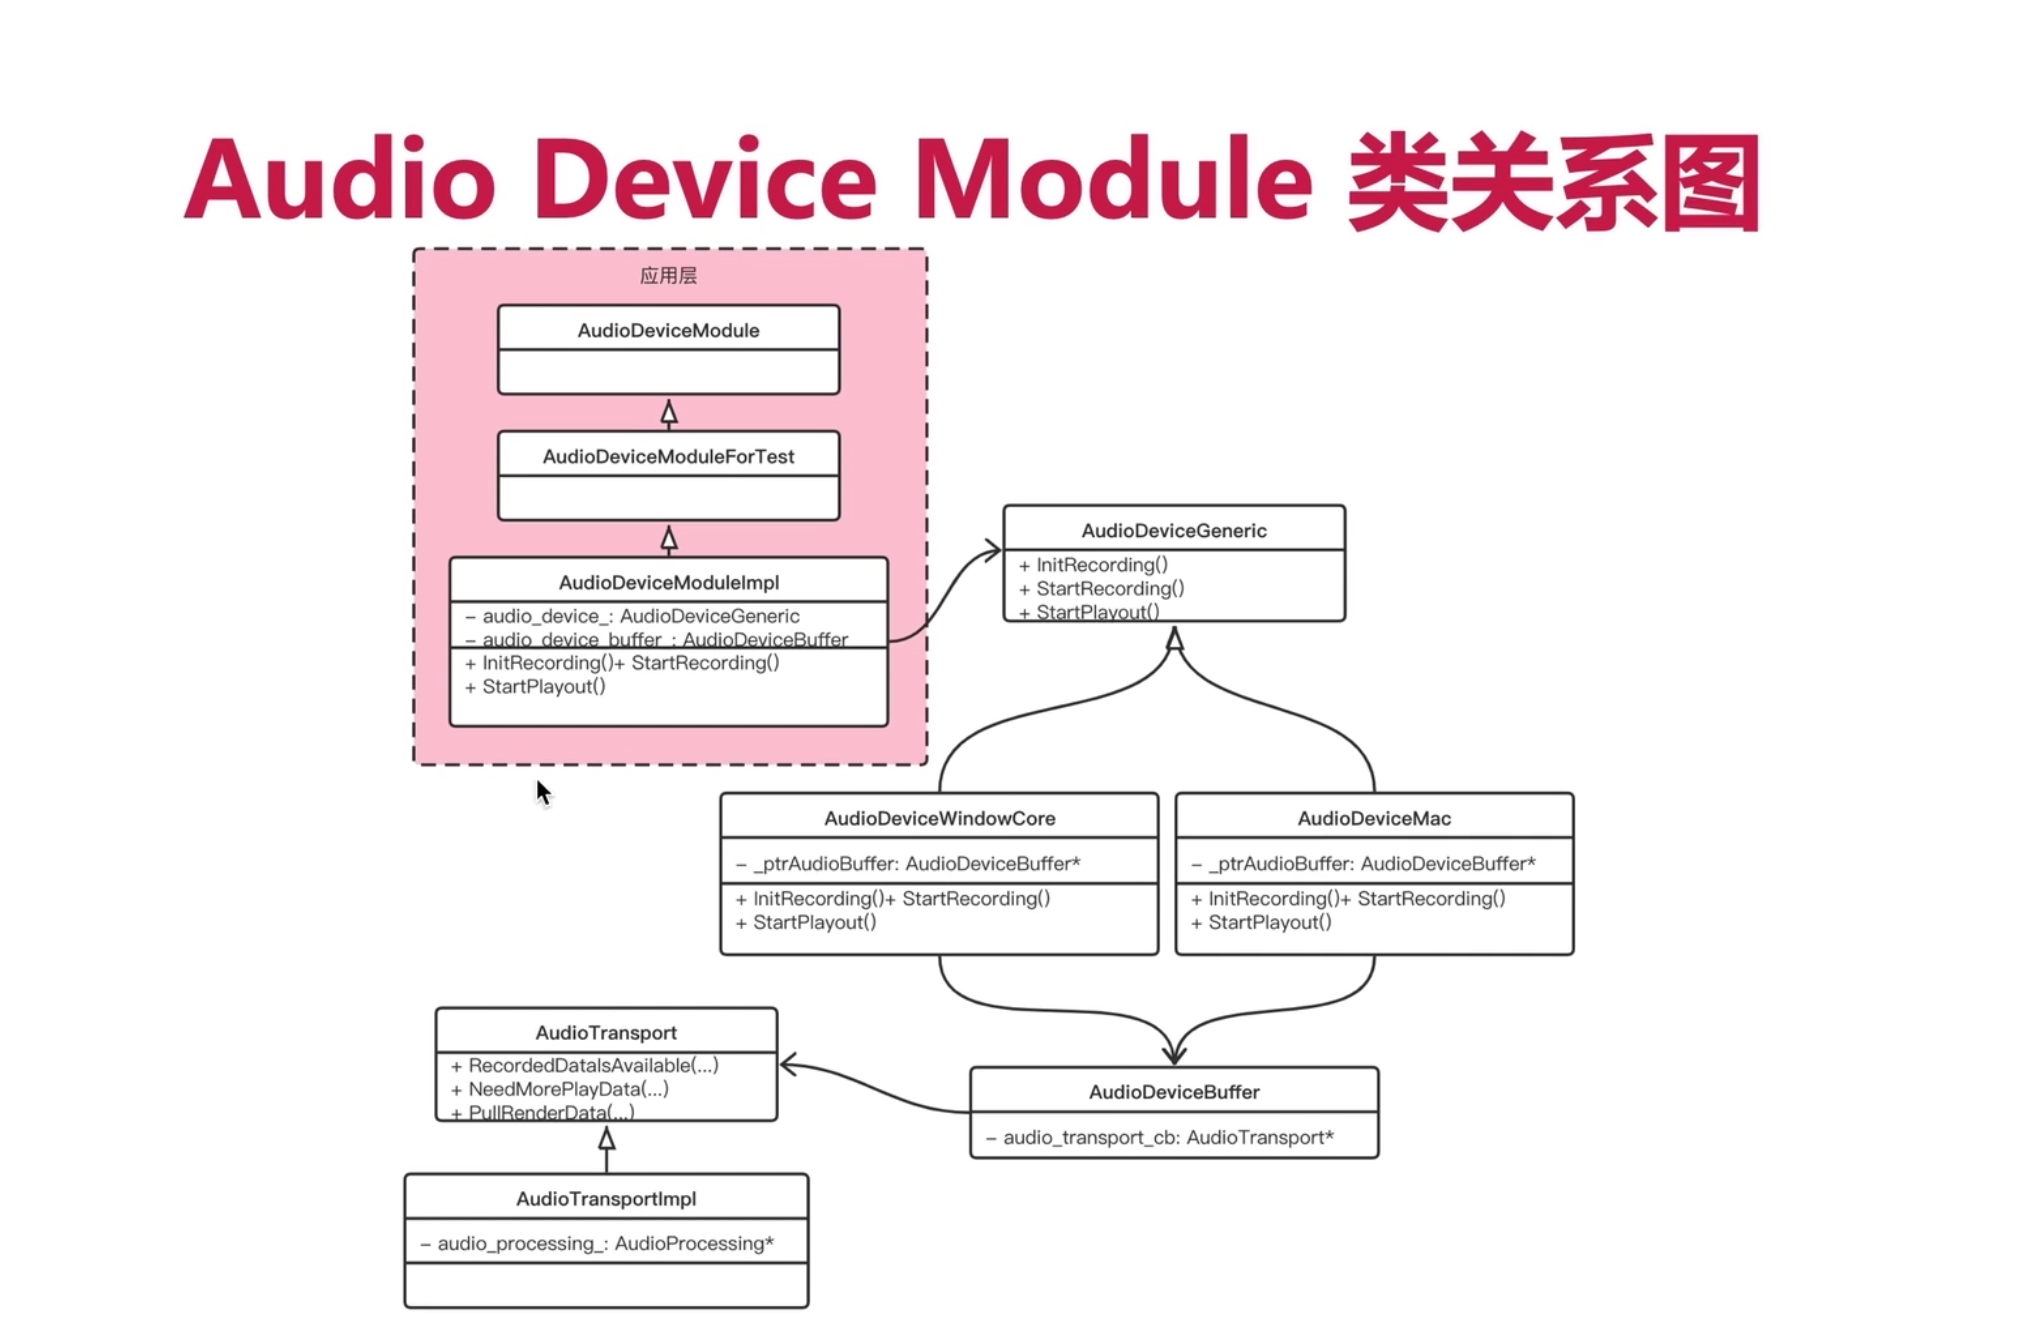 Audio Device Module 类关系图
应用层
AudioDeviceModule
AudioDeviceModuleForTest
AudioDeviceModuleImpl
– audio_device_: AudioDeviceGeneric
– audio_device_buffer_: AudioDeviceBuffer
+ InitRecording()+ StartRecording()
+ StartPlayout()
AudioDeviceGeneric
+ InitRecording()
+ StartRecording()
+ StartPlayout()
AudioDeviceWindowCore
– _ptrAudioBuffer: AudioDeviceBuffer*
+ InitRecording()+ StartRecording()
+ StartPlayout()
AudioDeviceMac
– _ptrAudioBuffer: AudioDeviceBuffer*
+ InitRecording()+ StartRecording()
+ StartPlayout()
AudioTransport
+ RecordedDataIsAvailable(...)
+ NeedMorePlayData(...)
+ PullRenderData(...)
AudioDeviceBuffer
– audio_transport_cb: AudioTransport*
AudioTransportImpl
– audio_processing_: AudioProcessing*